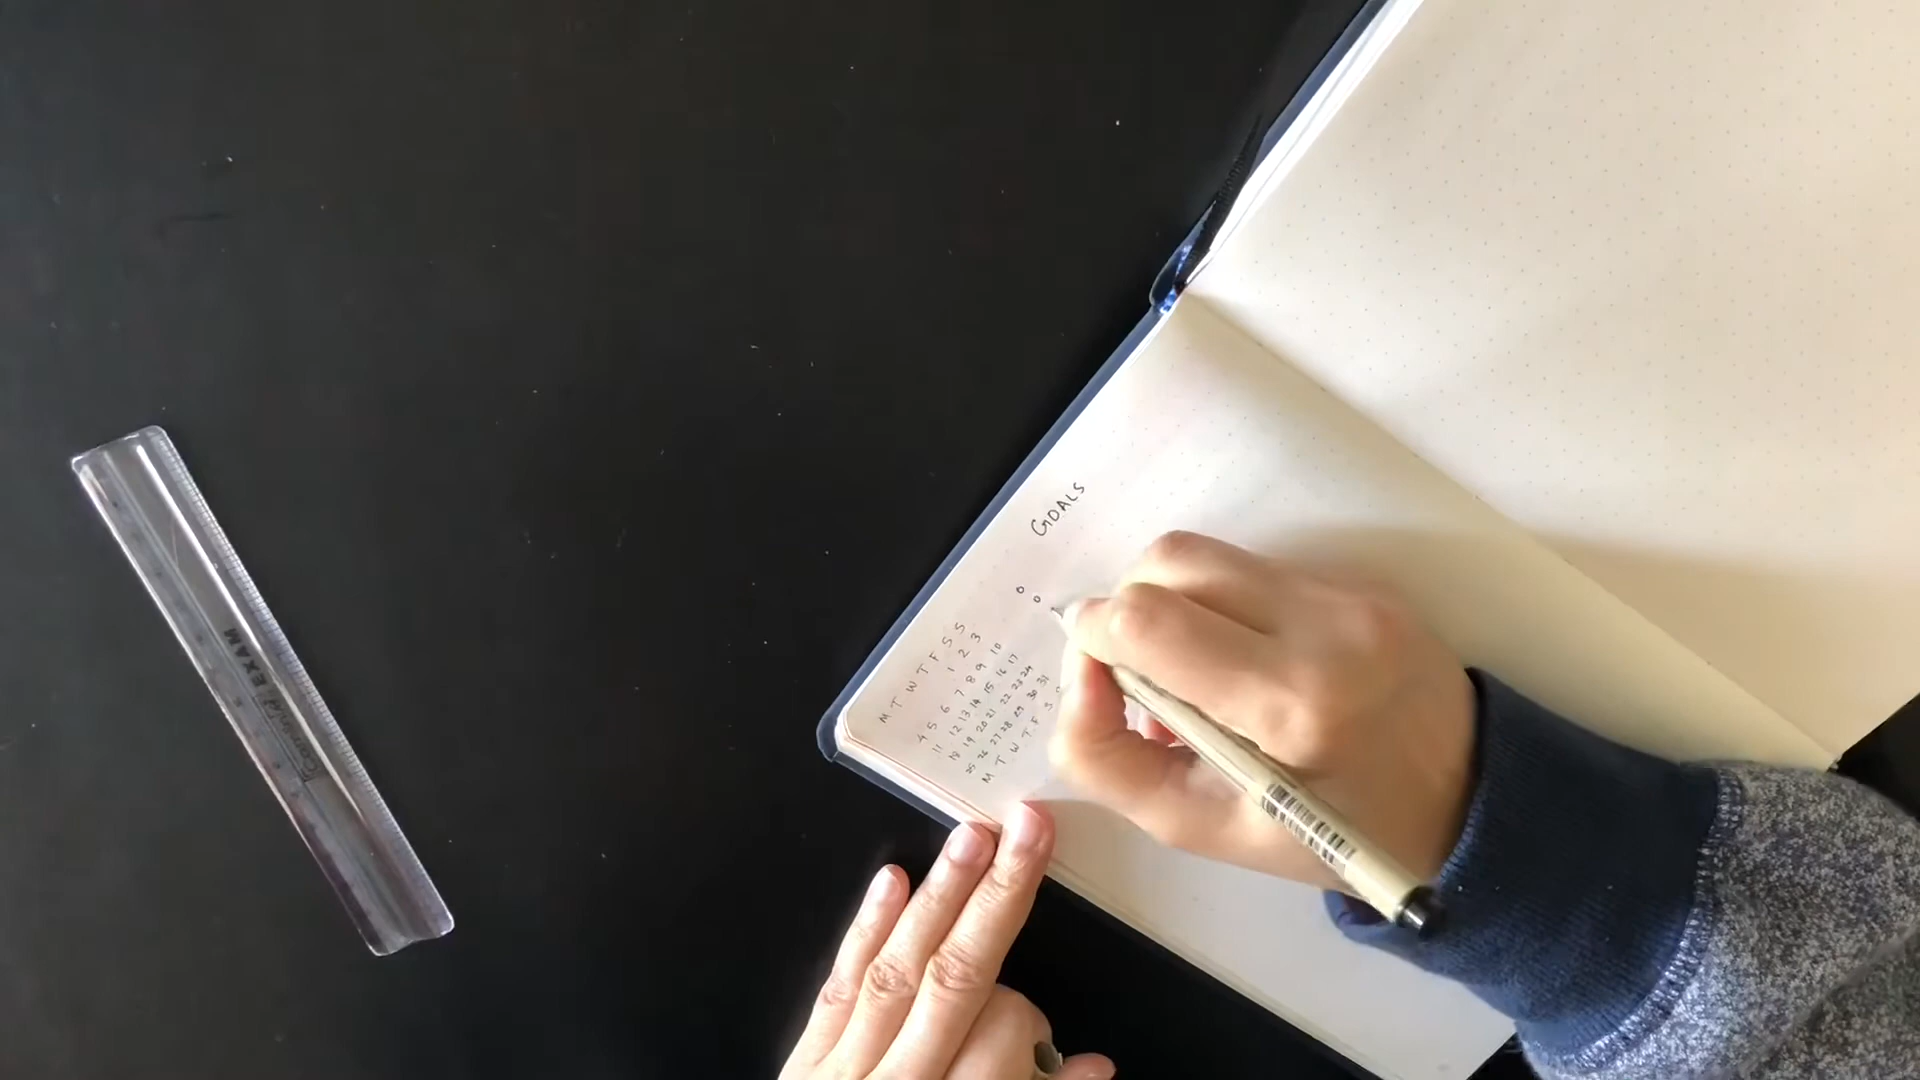 M T W T F S S
1 2 3
4 5 6 7 8 9 10
11 12 13 14 15 16 17
18 19 20 21 22 23 24
25 26 27 28 29 30 31
M T W T F S
GOALS
EXAM